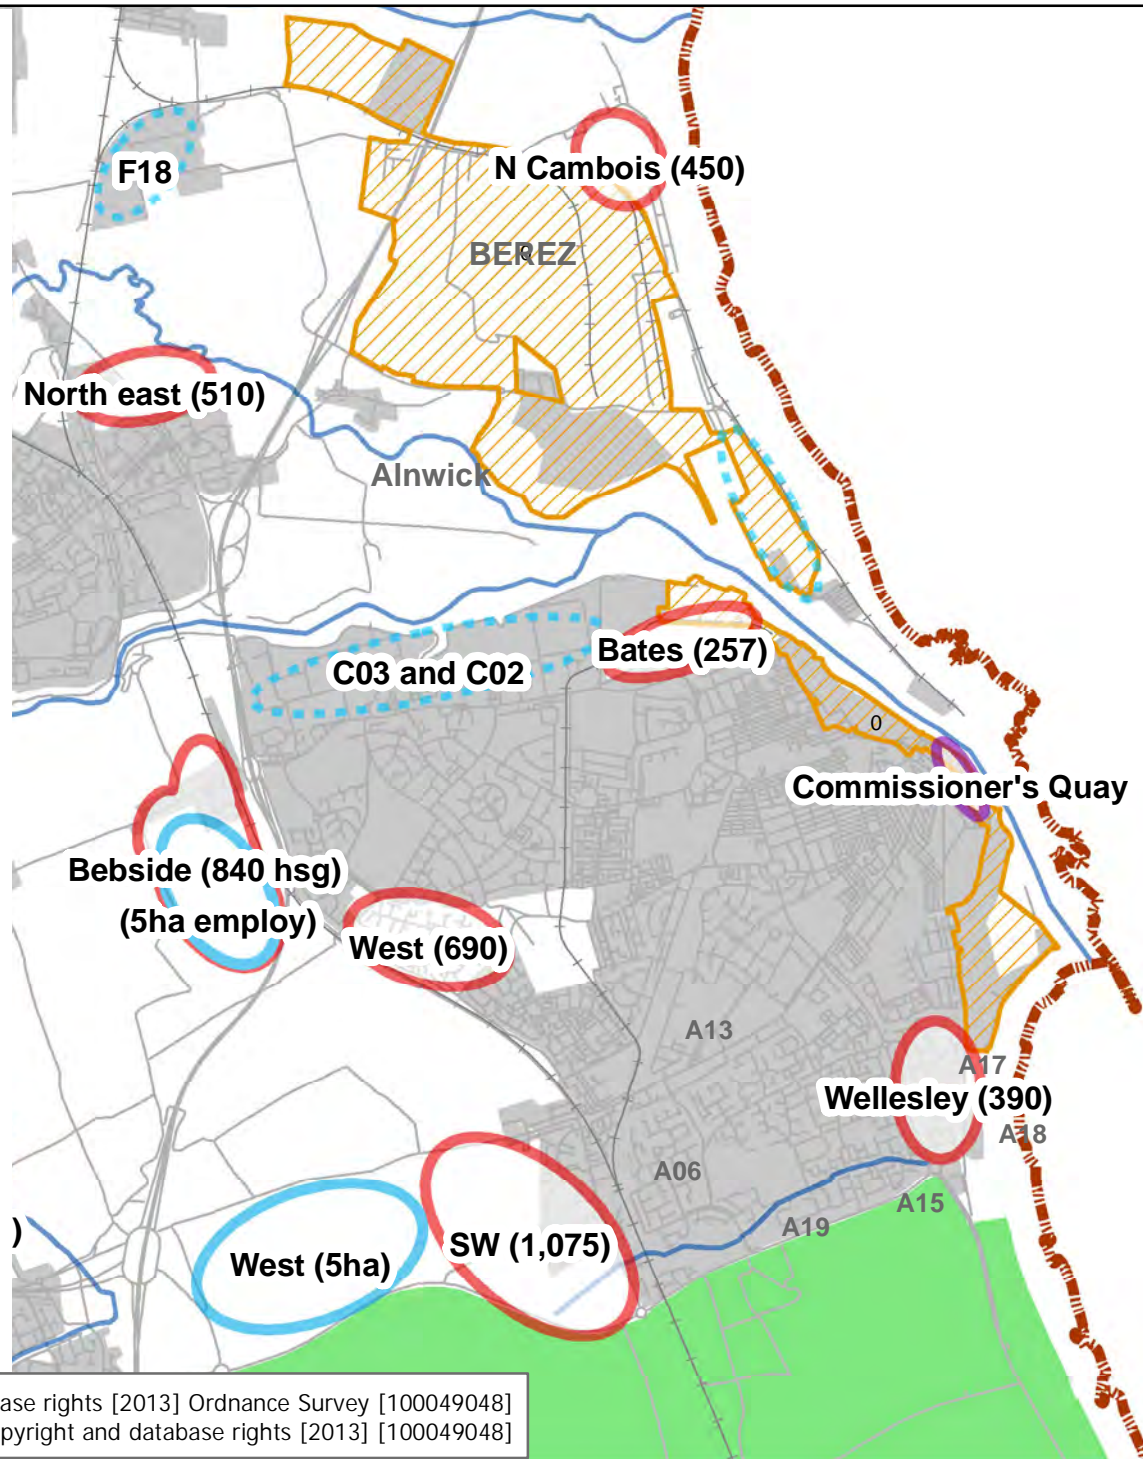 F18
N Cambois (450)
BEREZ
0
North east (510)
Alnwick
Bates (257)
C03 and C02
0
Commissioner's Quay
Bebside (840 hsg)
(5ha employ)
West (690)
A13
A17
Wellesley (390)
A18
A06
A15
A19
)
SW (1,075)
West (5ha)
ase rights [2013] Ordnance Survey [100049048]
pyright and database rights [2013] [100049048]